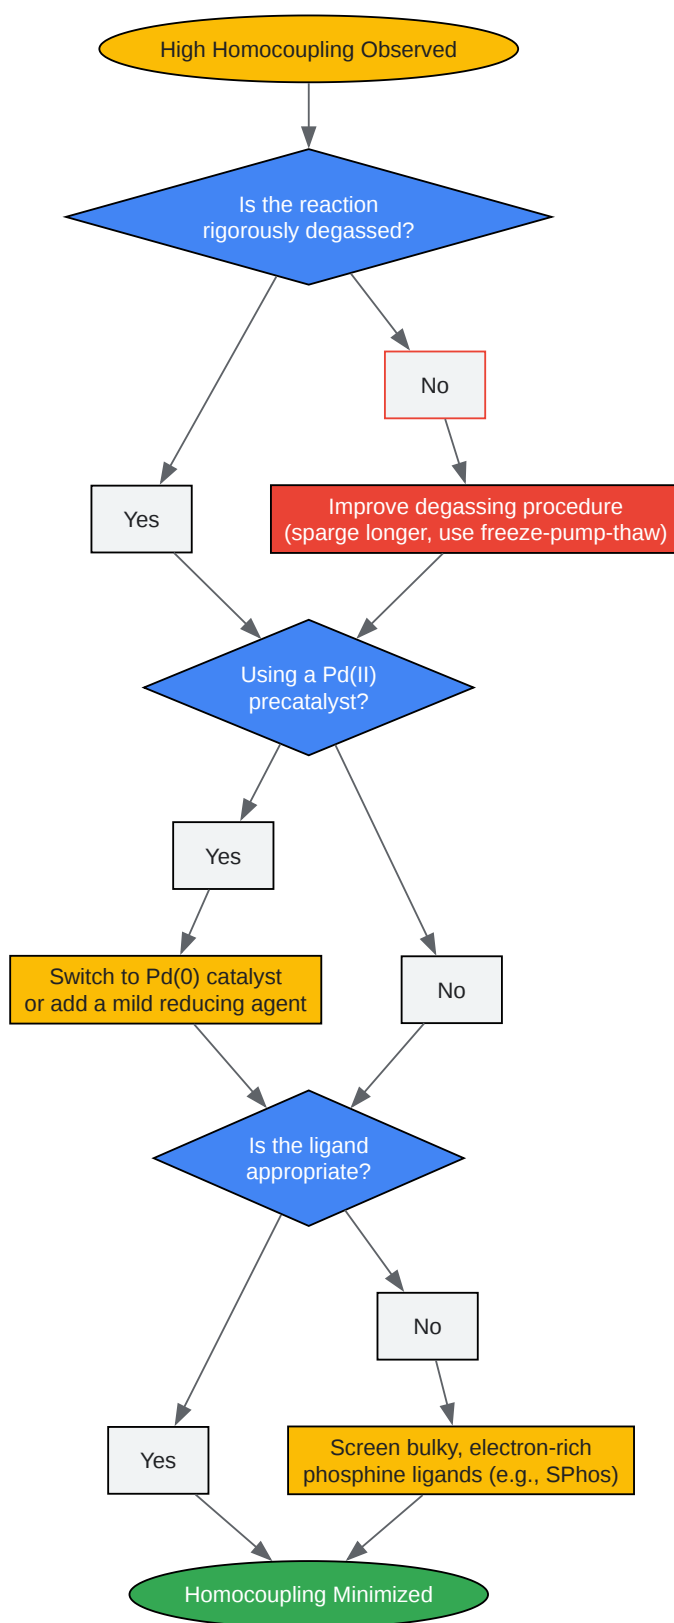 High Homocoupling Observed
Is the reaction
rigorously degassed?
No
Yes
Improve degassing procedure
(sparge longer, use freeze-pump-thaw)
Using a Pd(II)
precatalyst?
Yes
Switch to Pd(0) catalyst
or add a mild reducing agent
No
Is the ligand
appropriate?
No
Yes
Screen bulky, electron-rich
phosphine ligands (e.g., SPhos)
Homocoupling Minimized